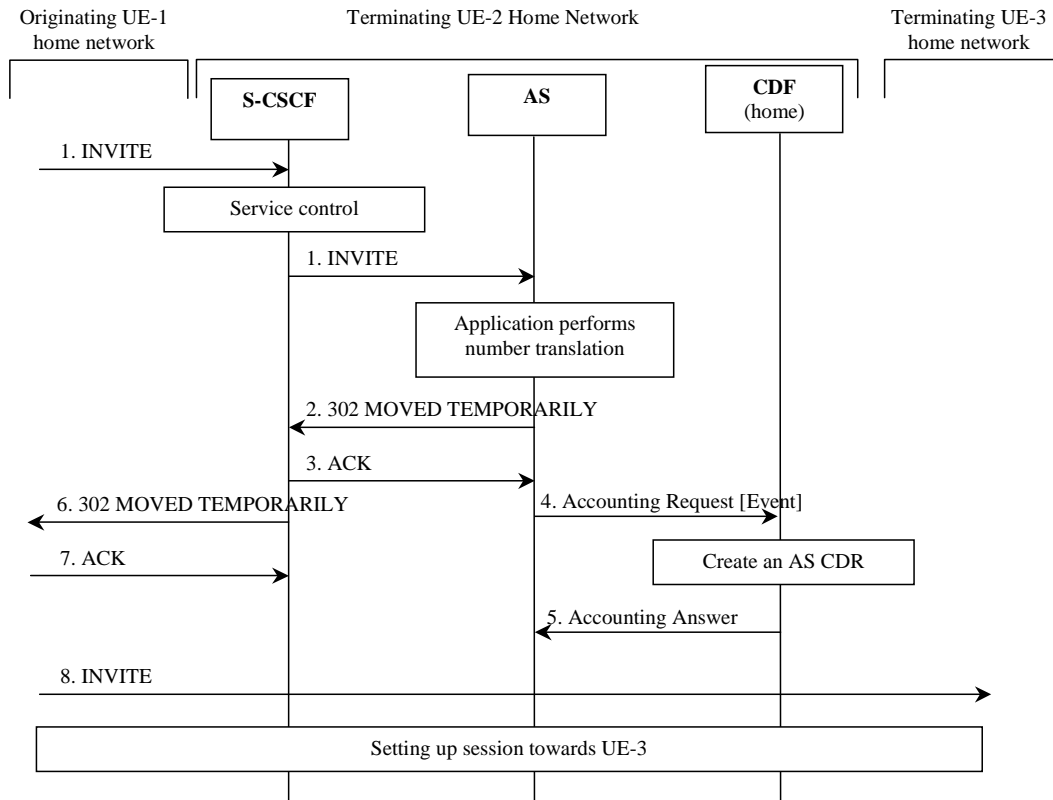 Originating UE-1
home network
Terminating UE-2 Home Network
Terminating UE-3
home network
S-CSCF
AS
CDF
(home)
1. INVITE
Service control
1. INVITE
Application performs
number translation
2. 302 MOVED TEMPORARILY
3. ACK
6. 302 MOVED TEMPORARILY
4. Accounting Request [Event]
7. ACK
Create an AS CDR
5. Accounting Answer
8. INVITE
Setting up session towards UE-3